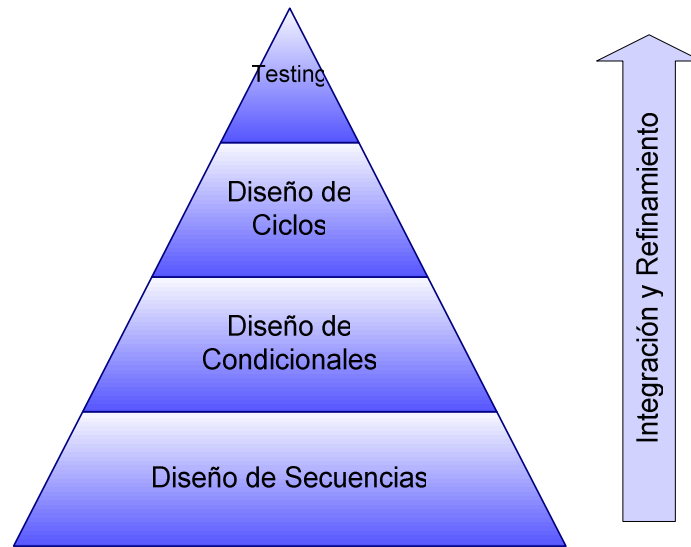 Testing
Diseño de
Ciclos
Diseño de
Condicionales
Diseño de Secuencias
Integración y Refinamiento